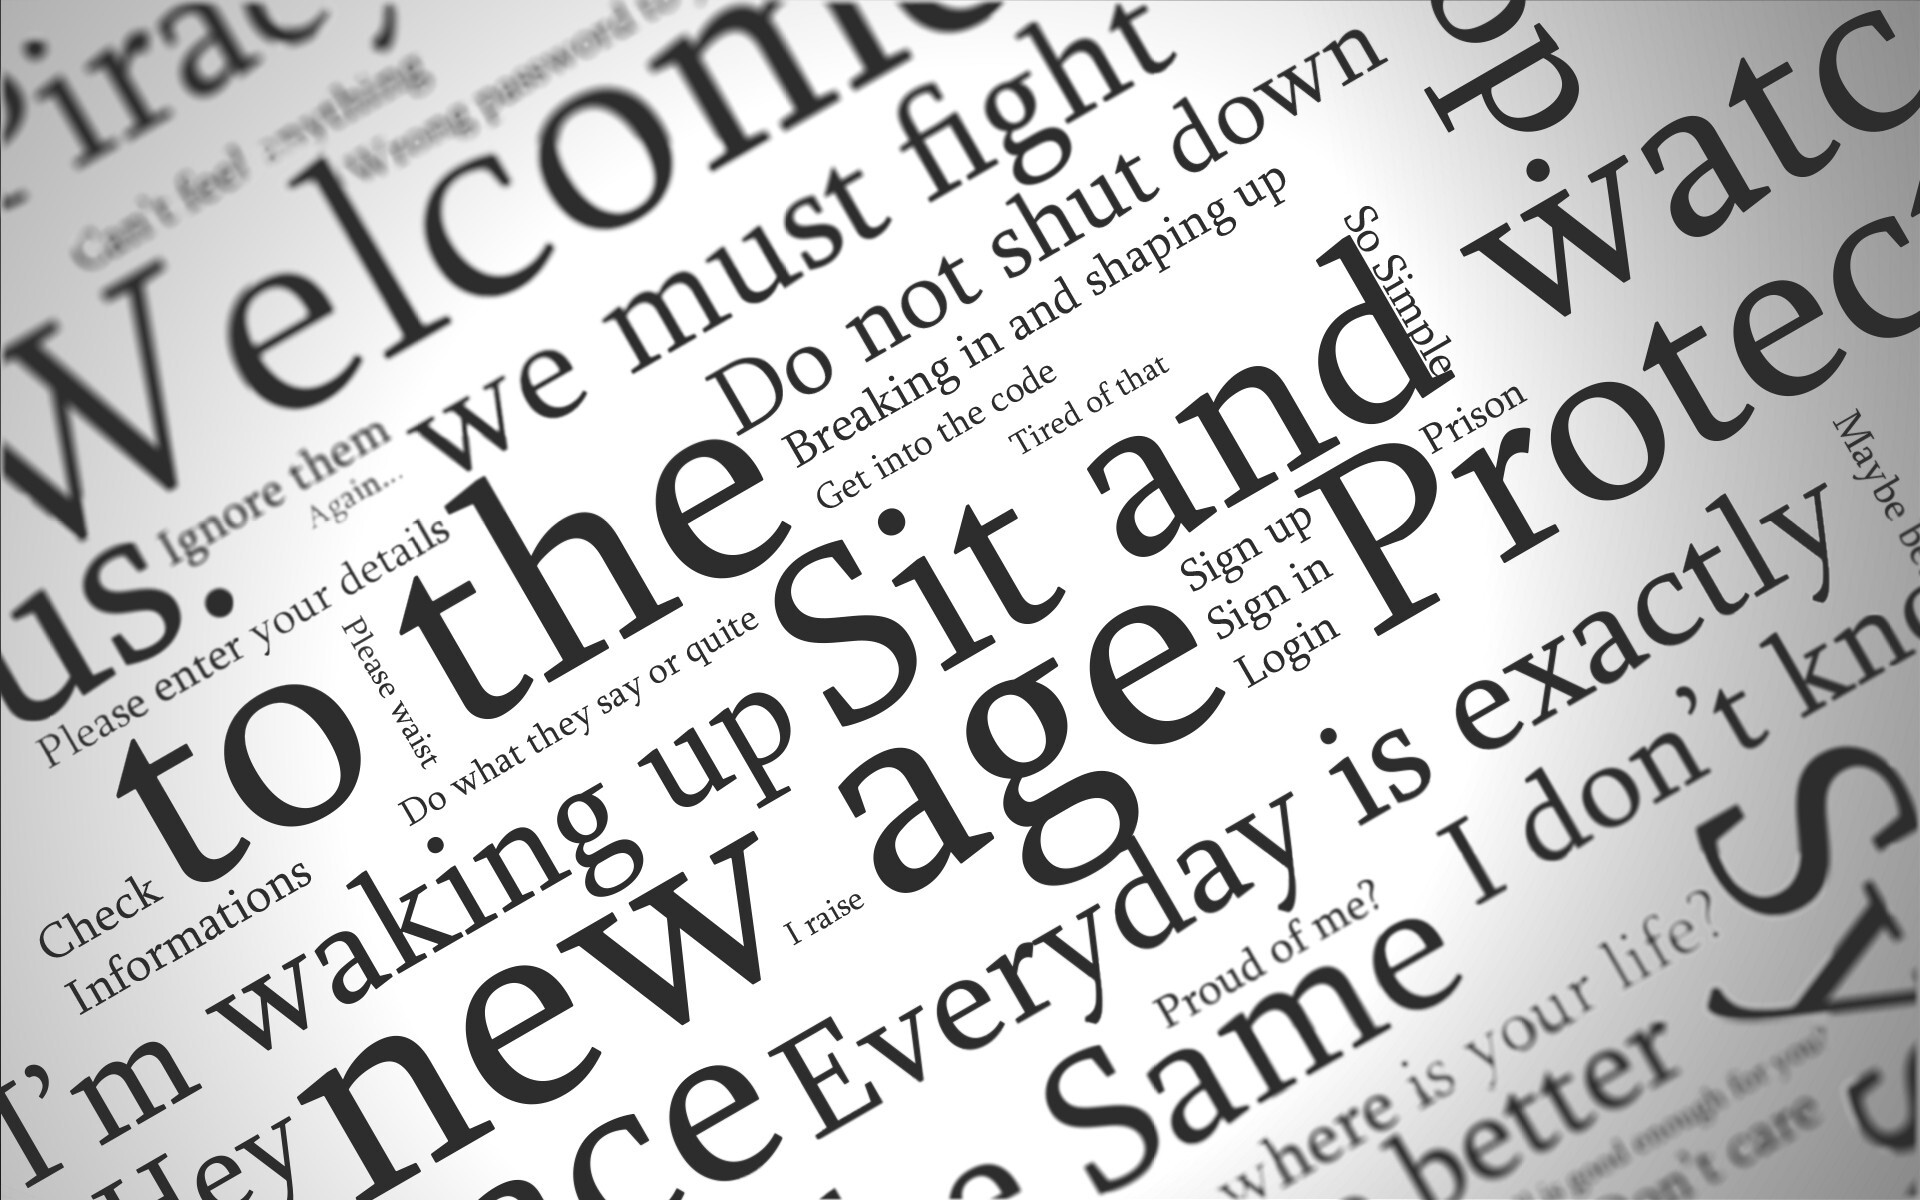 Piracy
Can't feel anything
Wrong password to
Welcome
we must fight
Do not shut down
Breaking in and shaping up
Get into the code
Tired of that
So Simple
us.
Ignore them
Again...
Please enter your details
Please waist
to the
Do what they say or quite
Sit and watc
Prison
Protec
Sign up
Sign in
Login
Maybe be
Check
Informations
I'm waking up
new age
I raise
Everyday is exactly
Proud of me?
Same
I don't kno
where is your life?
better
is good enough for you?
care
Hey
ace